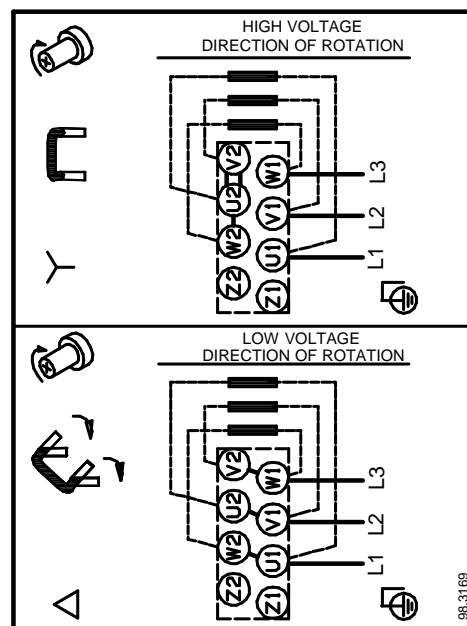 HIGH VOLTAGE
DIRECTION OF ROTATION
V2
W1
L3
U2
V1
L2
W2
U1
L1
Z2
Z1
LOW VOLTAGE
DIRECTION OF ROTATION
V2
W1
L3
U2
V1
L2
W2
U1
L1
Z2
Z1
98.3169